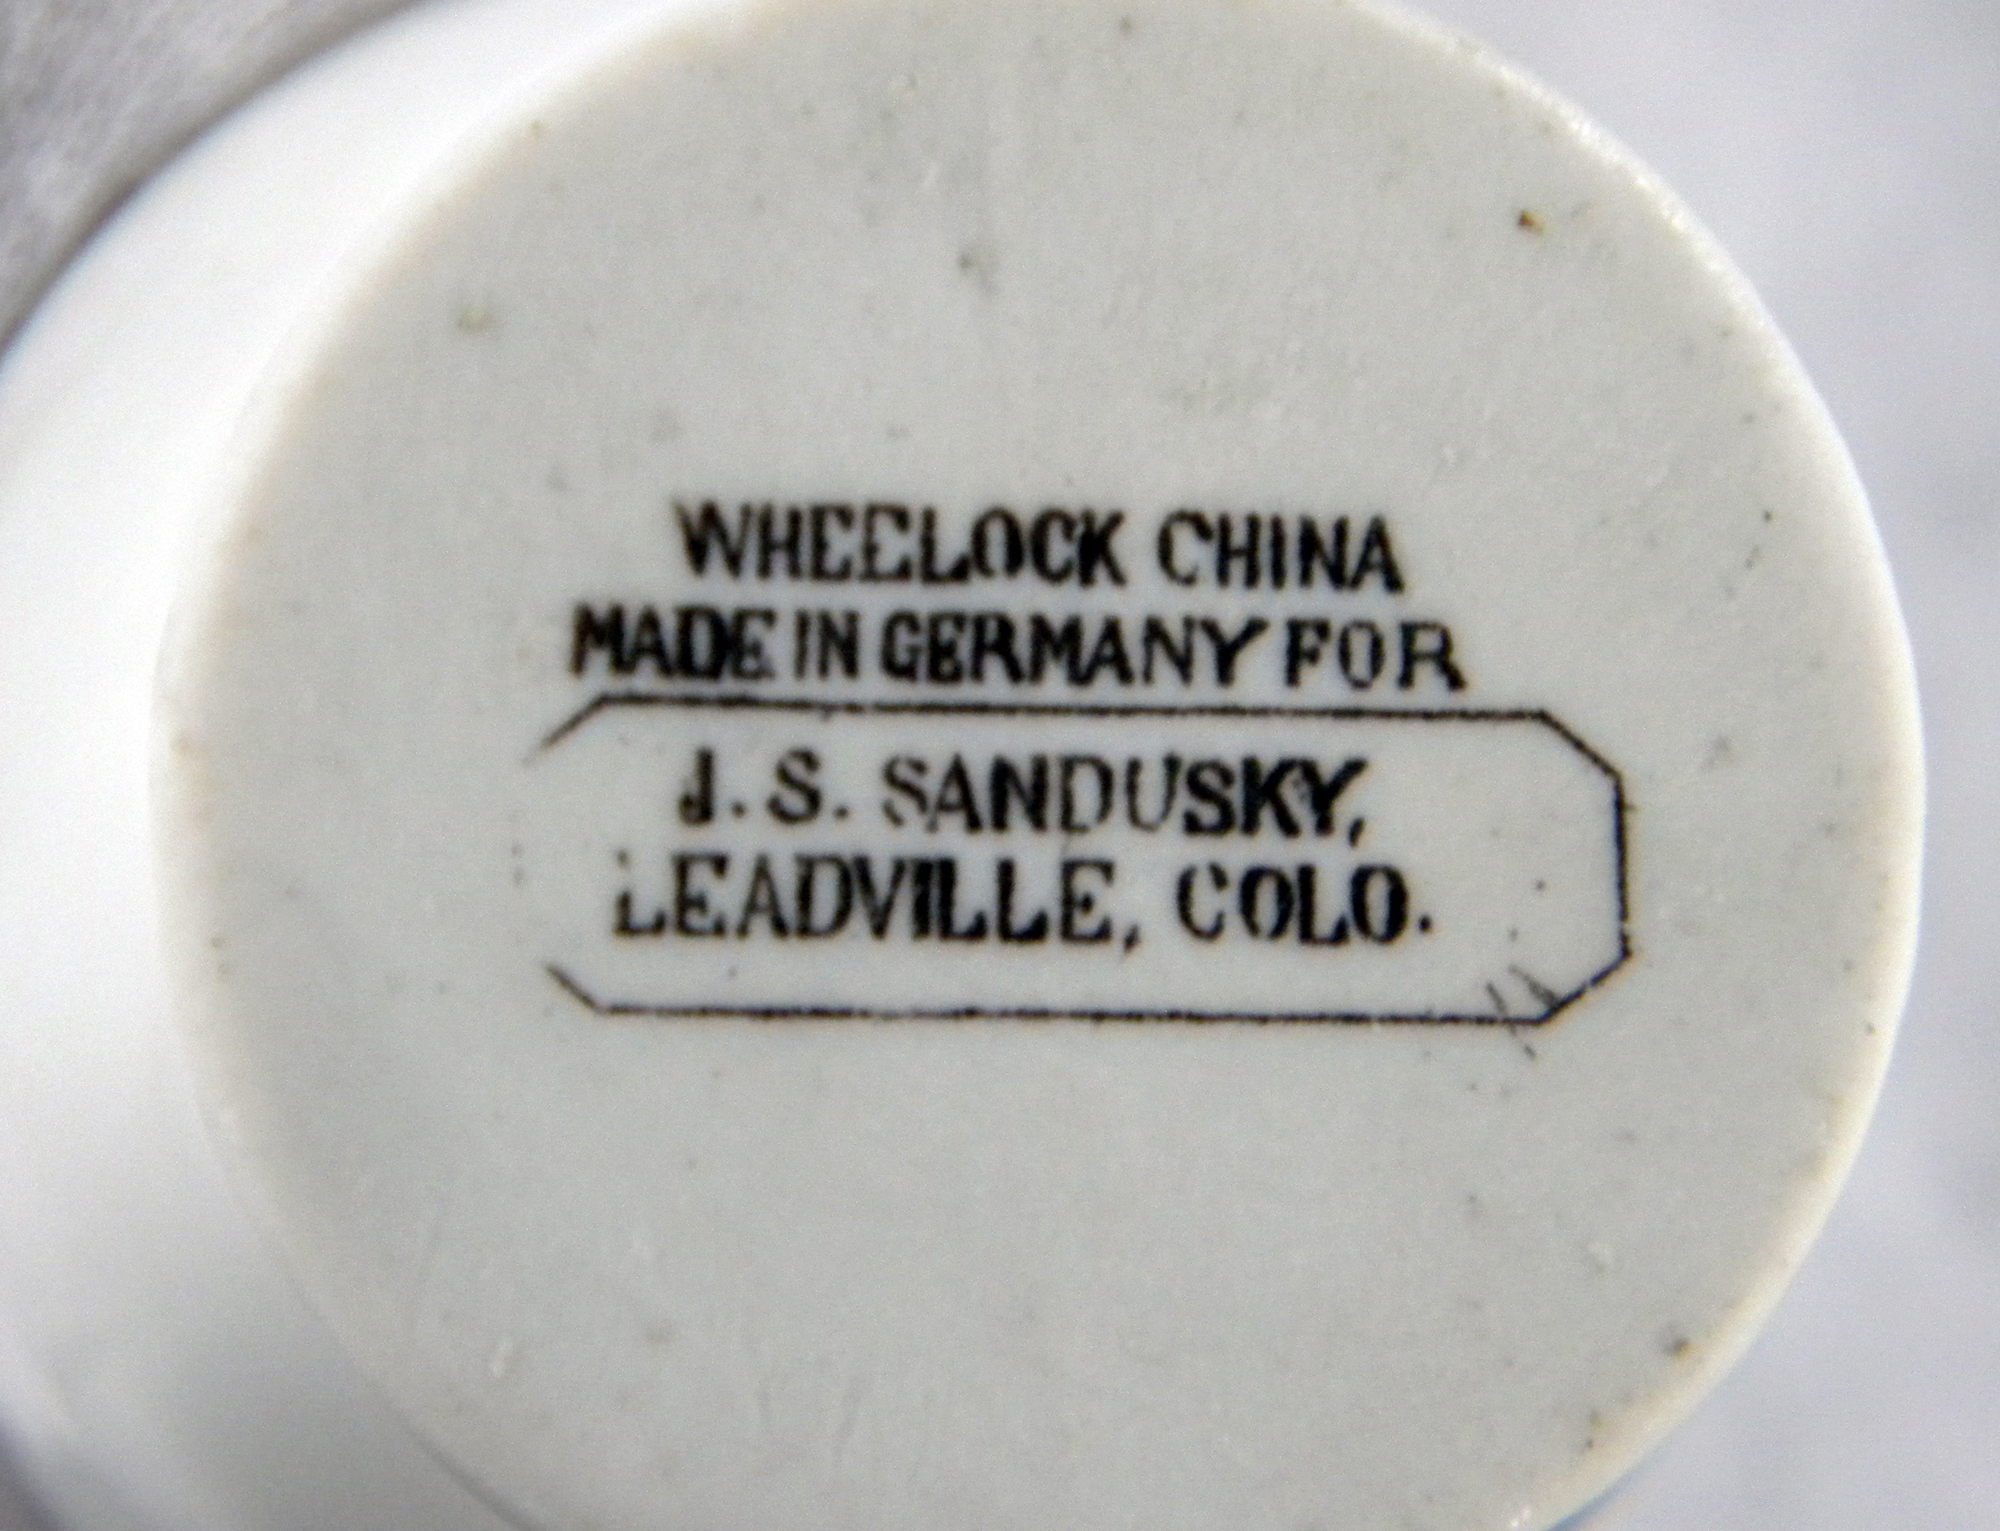 WHEELOCK CHINA
MADE IN GERMANY FOR
J. S. SANDUSKY,
LEADVILLE, COLO.